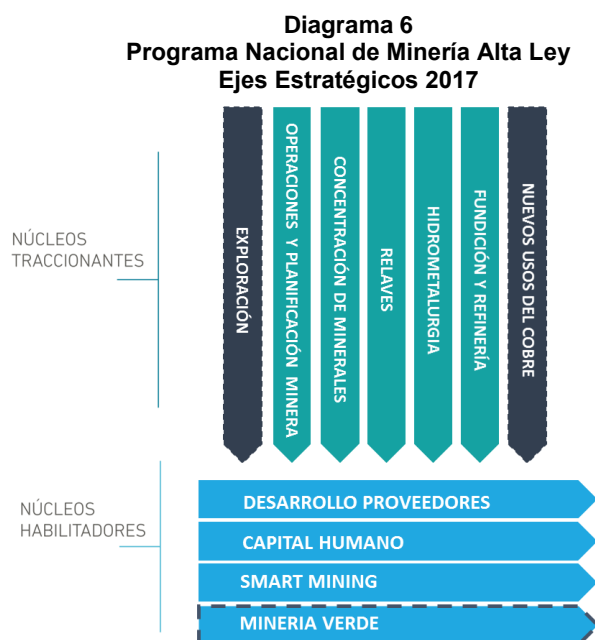 Diagrama 6
Programa Nacional de Minería Alta Ley
Ejes Estratégicos 2017
NÚCLEOS
TRACCIONANTES
EXPLORACIÓN
OPERACIONES Y PLANIFICACIÓN MINERA
CONCENTRACIÓN DE MINERALES
RELAVES
HIDROMETALURGIA
FUNDICIÓN Y REFINERÍA
NUEVOS USOS DEL COBRE
NÚCLEOS
HABILITADORES
DESARROLLO PROVEEDORES
CAPITAL HUMANO
SMART MINING
MINERIA VERDE